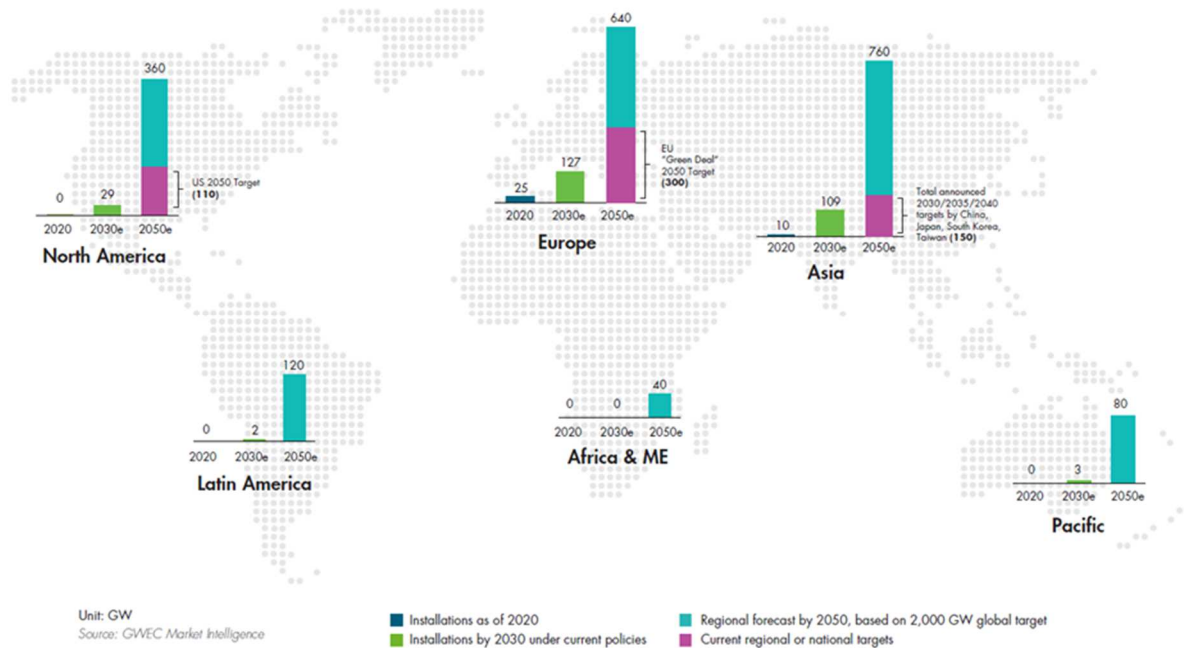 360
0
29
2020
2030e
2050e
US 2050 Target
(110)
North America
640
25
127
2020
2030e
2050e
EU
"Green Deal"
2050 Target
(300)
Europe
760
10
109
2020
2030e
2050e
Total announced
2030/2035/2040
targets by China,
Japan, South Korea,
Taiwan (150)
Asia
120
0
2
2020
2030e
2050e
Latin America
40
0
0
2020
2030e
2050e
Africa & ME
80
0
3
2020
2030e
2050e
Pacific
Unit: GW
Source: GWEC Market Intelligence
Installations as of 2020
Installations by 2030 under current policies
Regional forecast by 2050, based on 2,000 GW global target
Current regional or national targets